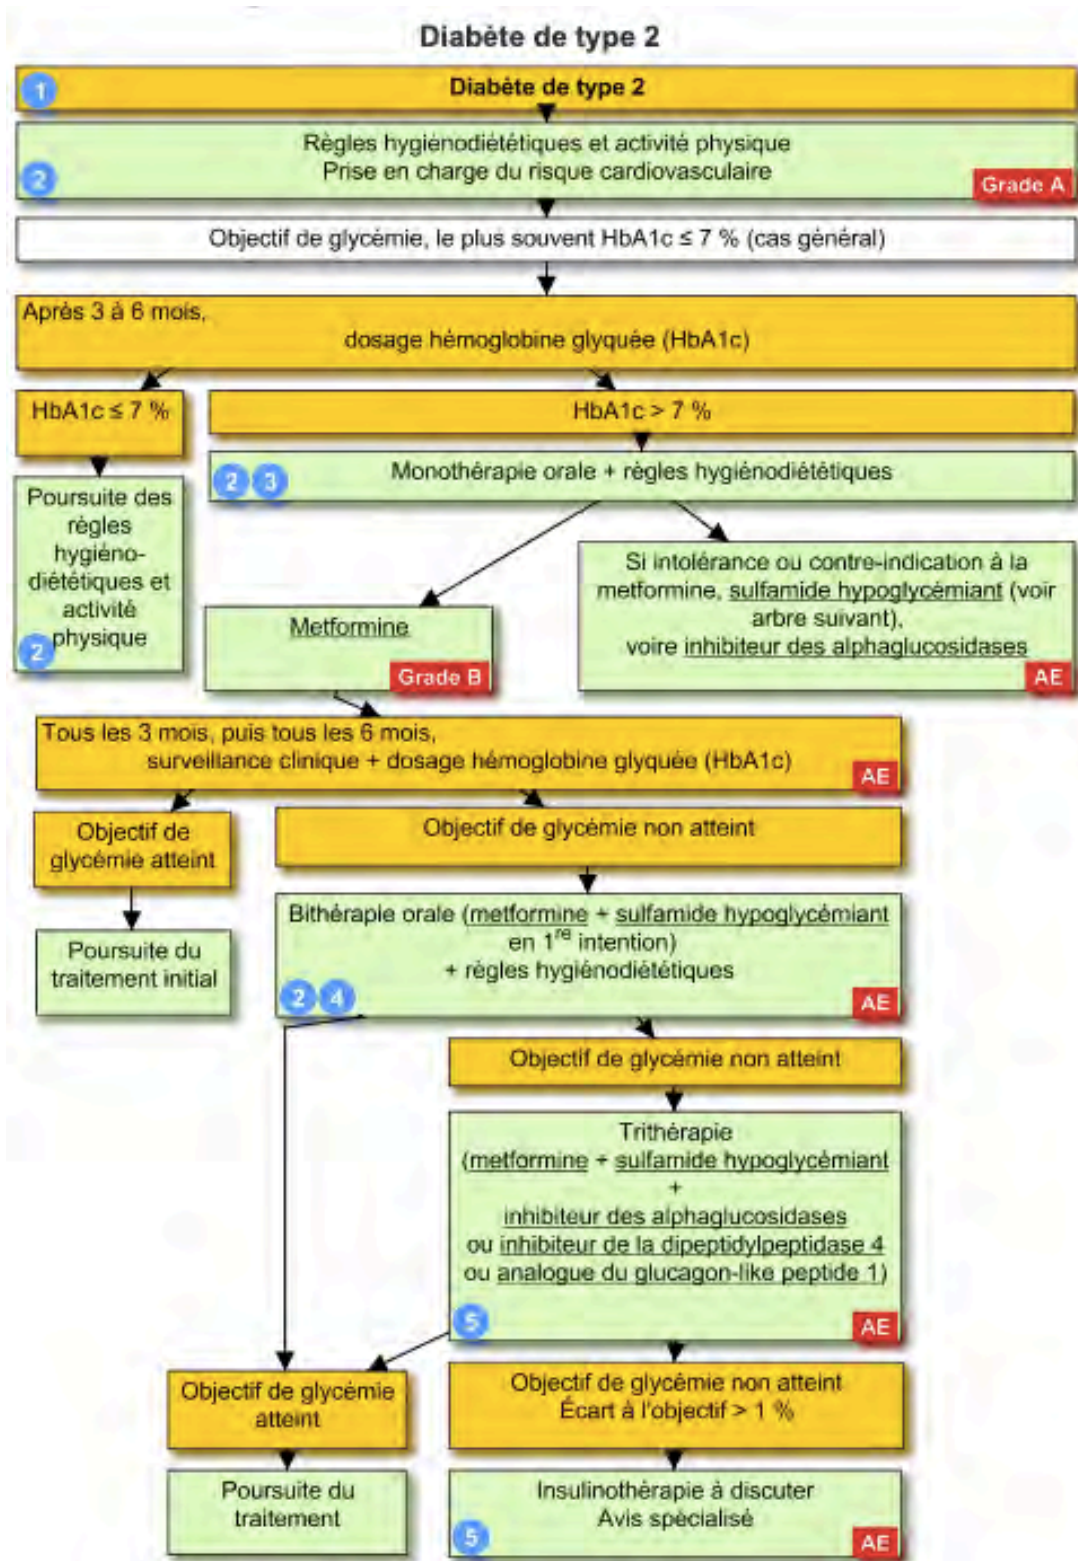 Diabète de type 2
1
Diabète de type 2
Règles hygiénodiététiques et activité physique
Prise en charge du risque cardiovasculaire
2
Grade A
Objectif de glycémie, le plus souvent HbA1c ≤ 7 % (cas général)
Après 3 à 6 mois,
dosage hémoglobine glyquée (HbA1c)
HbA1c ≤ 7 %
HbA1c > 7 %
2 3
Monothérapie orale + règles hygiénodiététiques
Poursuite des
règles
hygiéno-
diététiques et
activité
physique
2
Si intolérance ou contre-indication à la
metformine, sulfamide hypoglycémiant (voir
arbre suivant),
voire inhibiteur des alphaglucosidases
AE
Metformine
Grade B
Tous les 3 mois, puis tous les 6 mois,
surveillance clinique + dosage hémoglobine glyquée (HbA1c)
AE
Objectif de
glycémie atteint
Objectif de glycémie non atteint
Poursuite du
traitement initial
Bithérapie orale (metformine + sulfamide hypoglycémiant
en 1re intention)
+ règles hygiénodiététiques
2 4
AE
Objectif de glycémie non atteint
Trithérapie
(metformine + sulfamide hypoglycémiant
+
inhibiteur des alphaglucosidases
ou inhibiteur de la dipeptidylpeptidase 4
ou analogue du glucagon-like peptide 1)
5
AE
Objectif de glycémie
atteint
Objectif de glycémie non atteint
Écart à l'objectif > 1 %
Poursuite du
traitement
Insulinothérapie à discuter
Avis spécialisé
5
AE